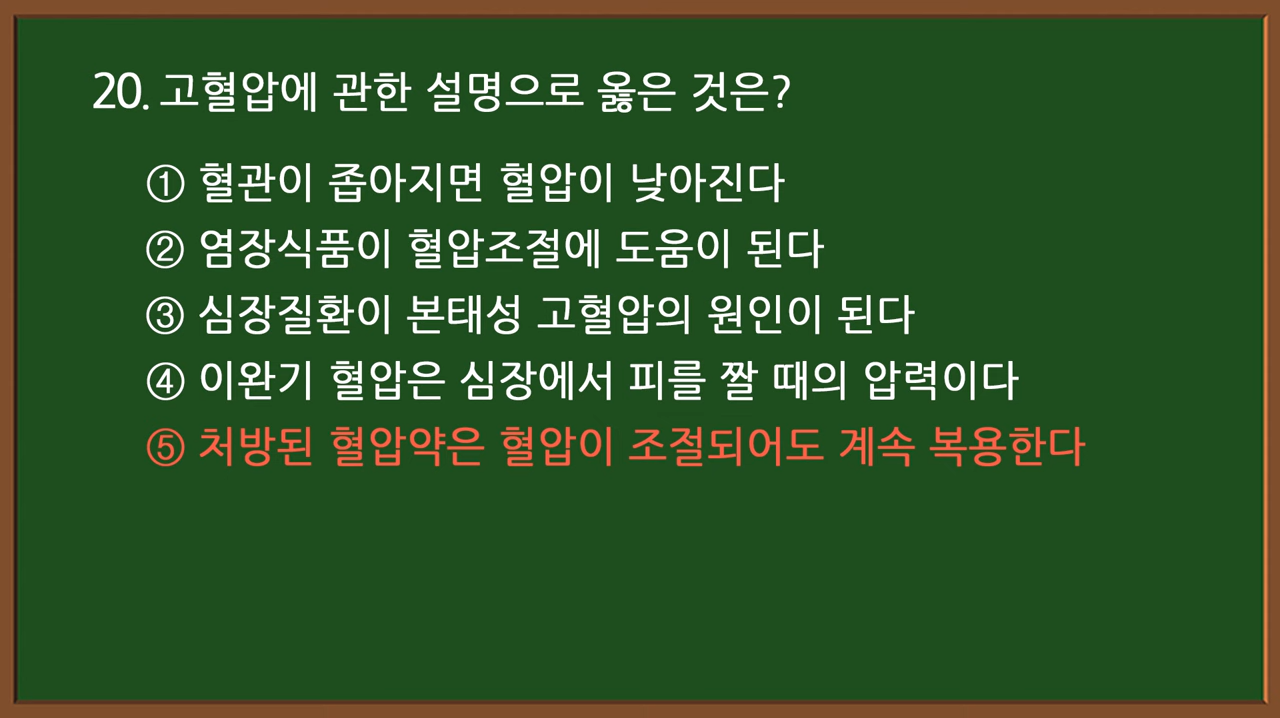 20. 고혈압에 관한 설명으로 옳은 것은?
① 혈관이 좁아지면 혈압이 낮아진다
② 염장식품이 혈압조절에 도움이 된다
③ 심장질환이 본태성 고혈압의 원인이 된다
④ 이완기 혈압은 심장에서 피를 짤 때의 압력이다
⑤ 처방된 혈압약은 혈압이 조절되어도 계속 복용한다